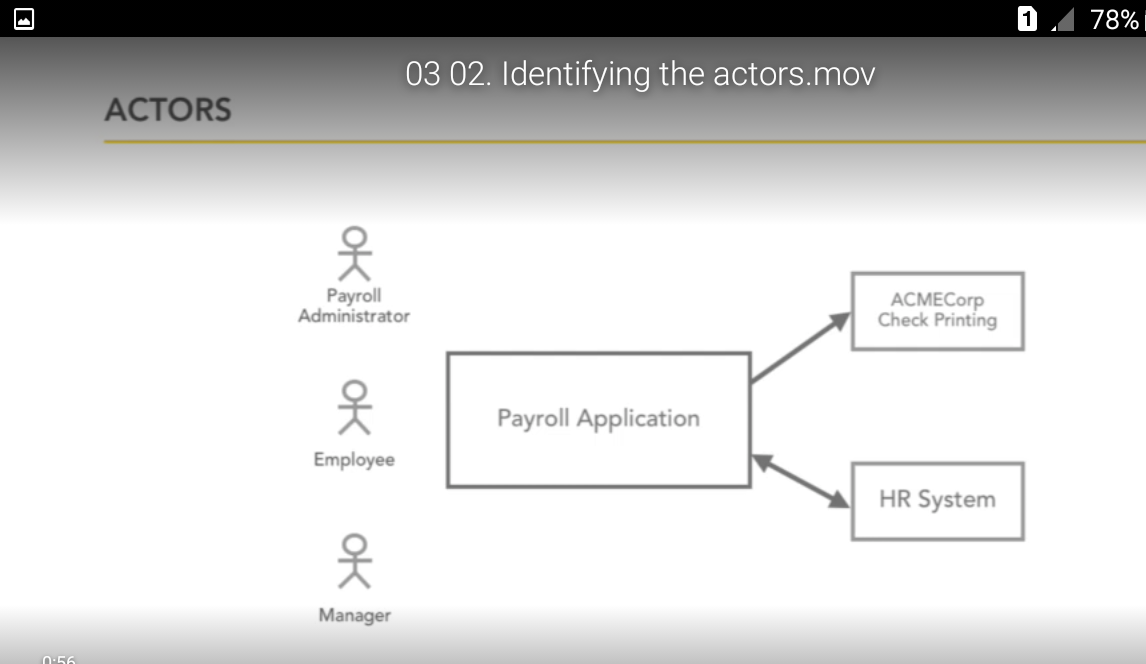 1 78%
03 02. Identifying the actors.mov
ACTORS
Payroll
Administrator
Employee
Manager
Payroll Application
ACMECorp
Check Printing
HR System
0:56